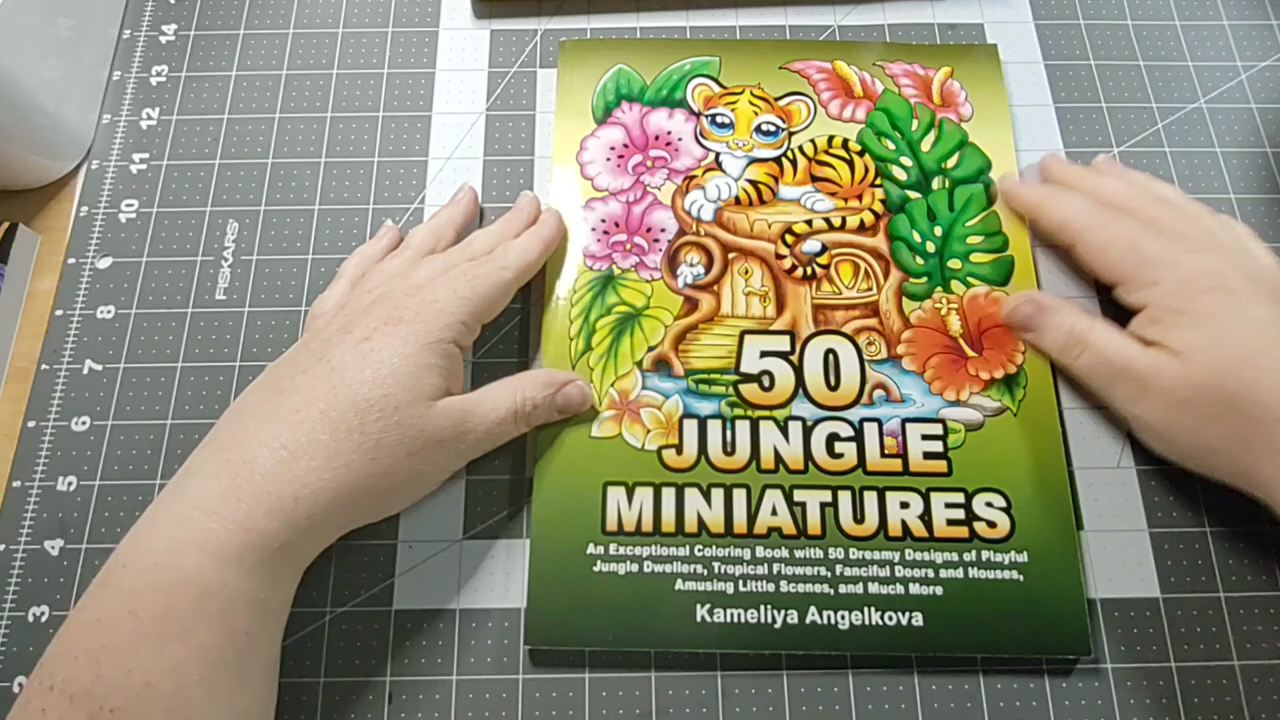 50
JUNGLE
MINIATURES
An Exceptional Coloring Book with 50 Dreamy Designs of Playful
Jungle Dwellers, Tropical Flowers, Fanciful Doors and Houses,
Amusing Little Scenes, and Much More
Kameliya Angelkova
FISKARS
14
13
12
11
10
9
8
7
6
5
4
3
2